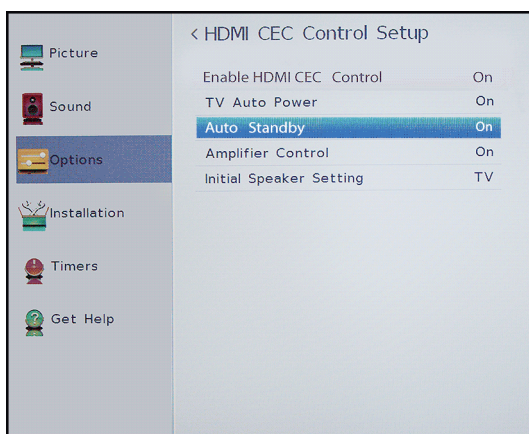 Picture
Sound
Options
Installation
Timers
Get Help
< HDMI CEC Control Setup
Enable HDMI CEC Control On
TV Auto Power On
Auto Standby On
Amplifier Control On
Initial Speaker Setting TV